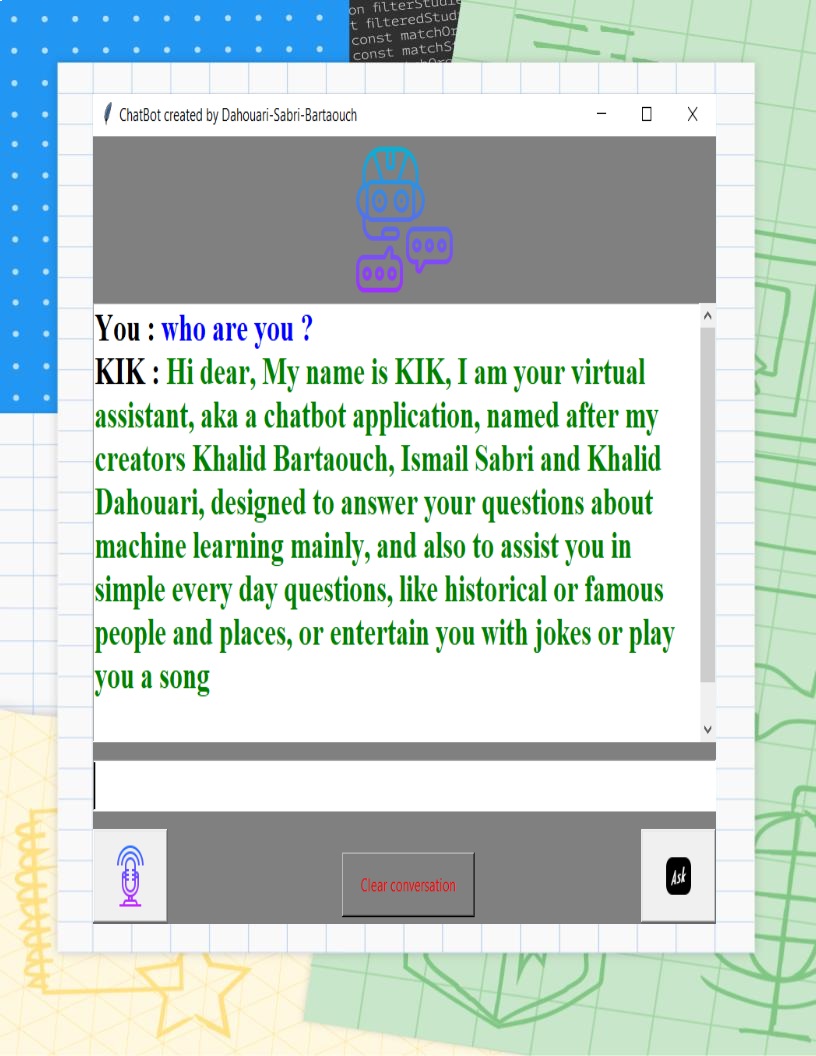 on filterStudie
t filteredStud
const matchOr
const matchS
ChatBot created by Dahouari-Sabri-Bartaouch
You : who are you ?
KIK : Hi dear, My name is KIK, I am your virtual
assistant, aka a chatbot application, named after my
creators Khalid Bartaouch, Ismail Sabri and Khalid
Dahouari, designed to answer your questions about
machine learning mainly, and also to assist you in
simple every day questions, like historical or famous
people and places, or entertain you with jokes or play
you a song
Clear conversation
Ask